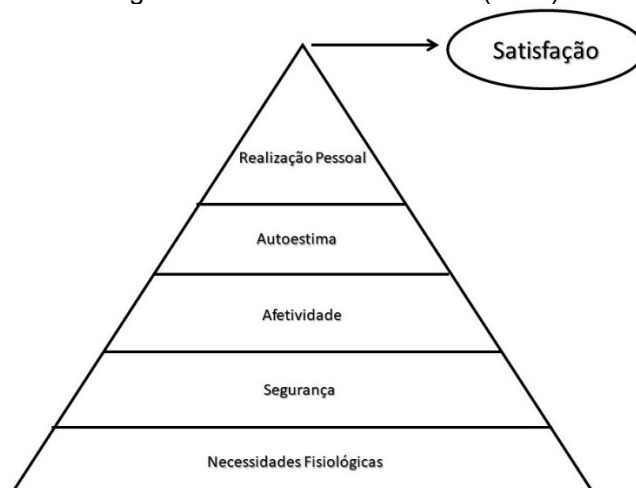 Satisfação
Realização Pessoal
Autoestima
Afetividade
Segurança
Necessidades Fisiológicas